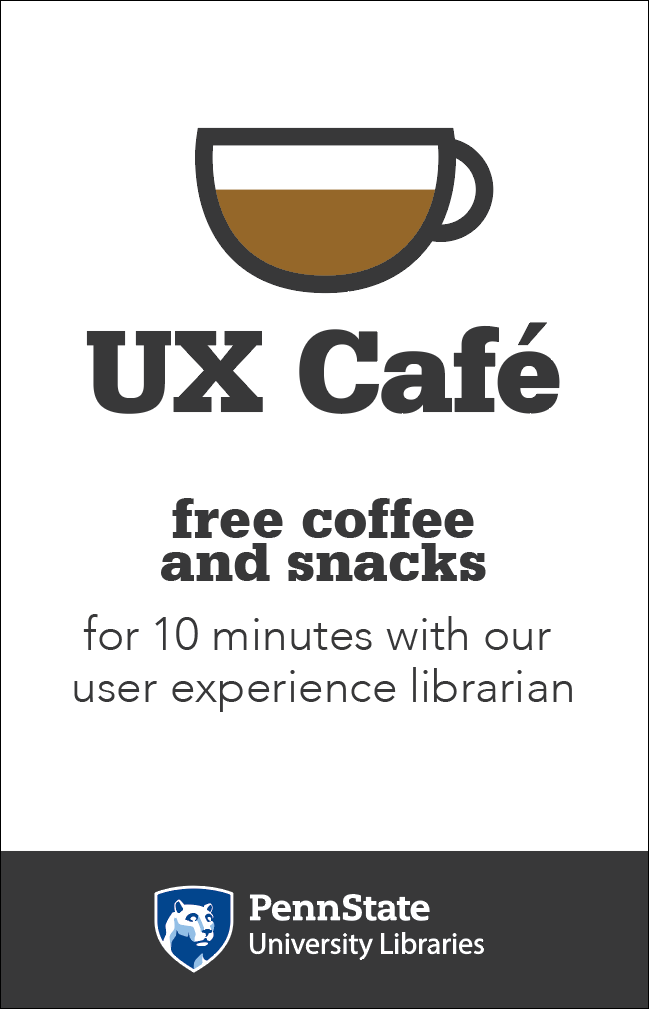 UX Café
free coffee
and snacks
for 10 minutes with our
user experience librarian
PennState
University Libraries